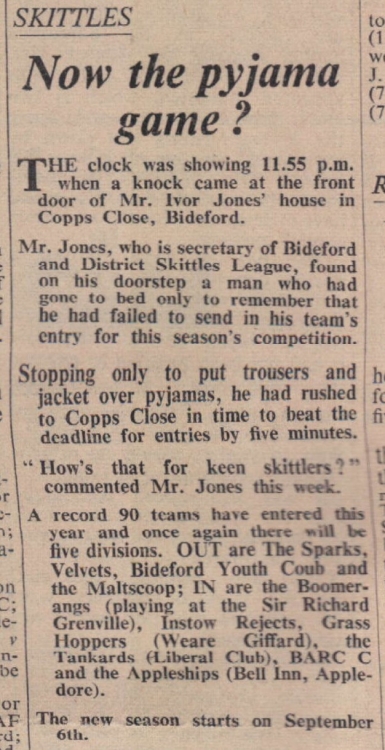 SKITTLES
Now the pyjama
game ?
THE clock was showing 11.55 p.m.
when a knock came at the front
door of Mr. Ivor Jones' house in
Copps Close, Bideford.
Mr. Jones, who is secretary of Bideford
and District Skittles League, found
on his doorstep a man who had
gone to bed only to remember that
he had failed to send in his team's
entry for this season's competition.
Stopping only to put trousers and
jacket over pyjamas, he had rushed
to Copps Close in time to beat the
deadline for entries by five minutes.
“ How's that for keen skittlers ? ”
commented Mr. Jones this week.
A record 90 teams have entered this
year and once again there will be
five divisions. OUT are The Sparks,
Velvets, Bideford Youth Coub and
the Maltscoop; IN are the Boomer-
angs (playing at the Sir Richard
Grenville), Instow Rejects, Grass
Hoppers (Weare Giffard), the
Tankards (Liberal Club), BARC C
and the Appleships (Bell Inn, Apple-
dore).
The new season starts on September
6th.